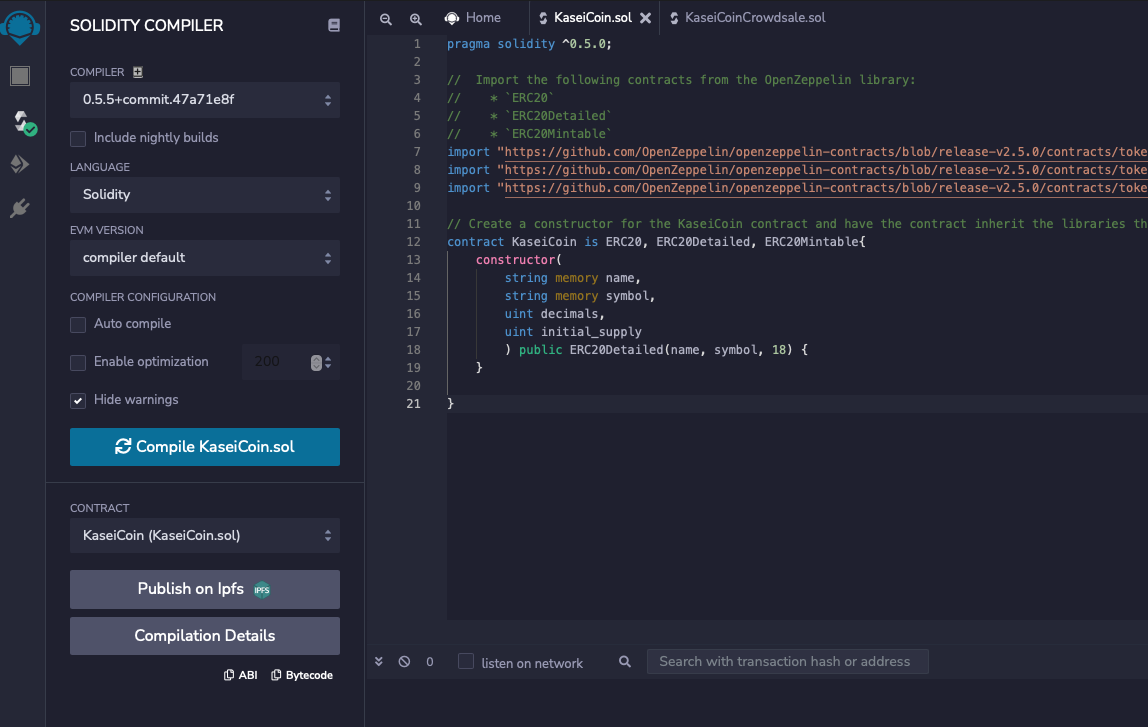 SOLIDITY COMPILER
COMPILER
0.5.5+commit.47a71e8f
Include nightly builds
LANGUAGE
Solidity
EVM VERSION
compiler default
COMPILER CONFIGURATION
Auto compile
Enable optimization
200
Hide warnings
Compile KaseiCoin.sol
CONTRACT
KaseiCoin (KaseiCoin.sol)
Publish on Ipfs IPFS
Compilation Details
ABI Bytecode
Home KaseiCoin.sol KaseiCoinCrowdsale.sol
1 pragma solidity ^0.5.0;
2
3 //  Import the following contracts from the OpenZeppelin library:
4 //    * `ERC20`
5 //    * `ERC20Detailed`
6 //    * `ERC20Mintable`
7 import "https://github.com/OpenZeppelin/openzeppelin-contracts/blob/release-v2.5.0/contracts/toke
8 import "https://github.com/OpenZeppelin/openzeppelin-contracts/blob/release-v2.5.0/contracts/toke
9 import "https://github.com/OpenZeppelin/openzeppelin-contracts/blob/release-v2.5.0/contracts/toke
10
11 // Create a constructor for the KaseiCoin contract and have the contract inherit the libraries th
12 contract KaseiCoin is ERC20, ERC20Detailed, ERC20Mintable{
13     constructor(
14         string memory name,
15         string memory symbol,
16         uint decimals,
17         uint initial_supply
18         ) public ERC20Detailed(name, symbol, 18) {
19     }
20
21 }
0 listen on network Search with transaction hash or address